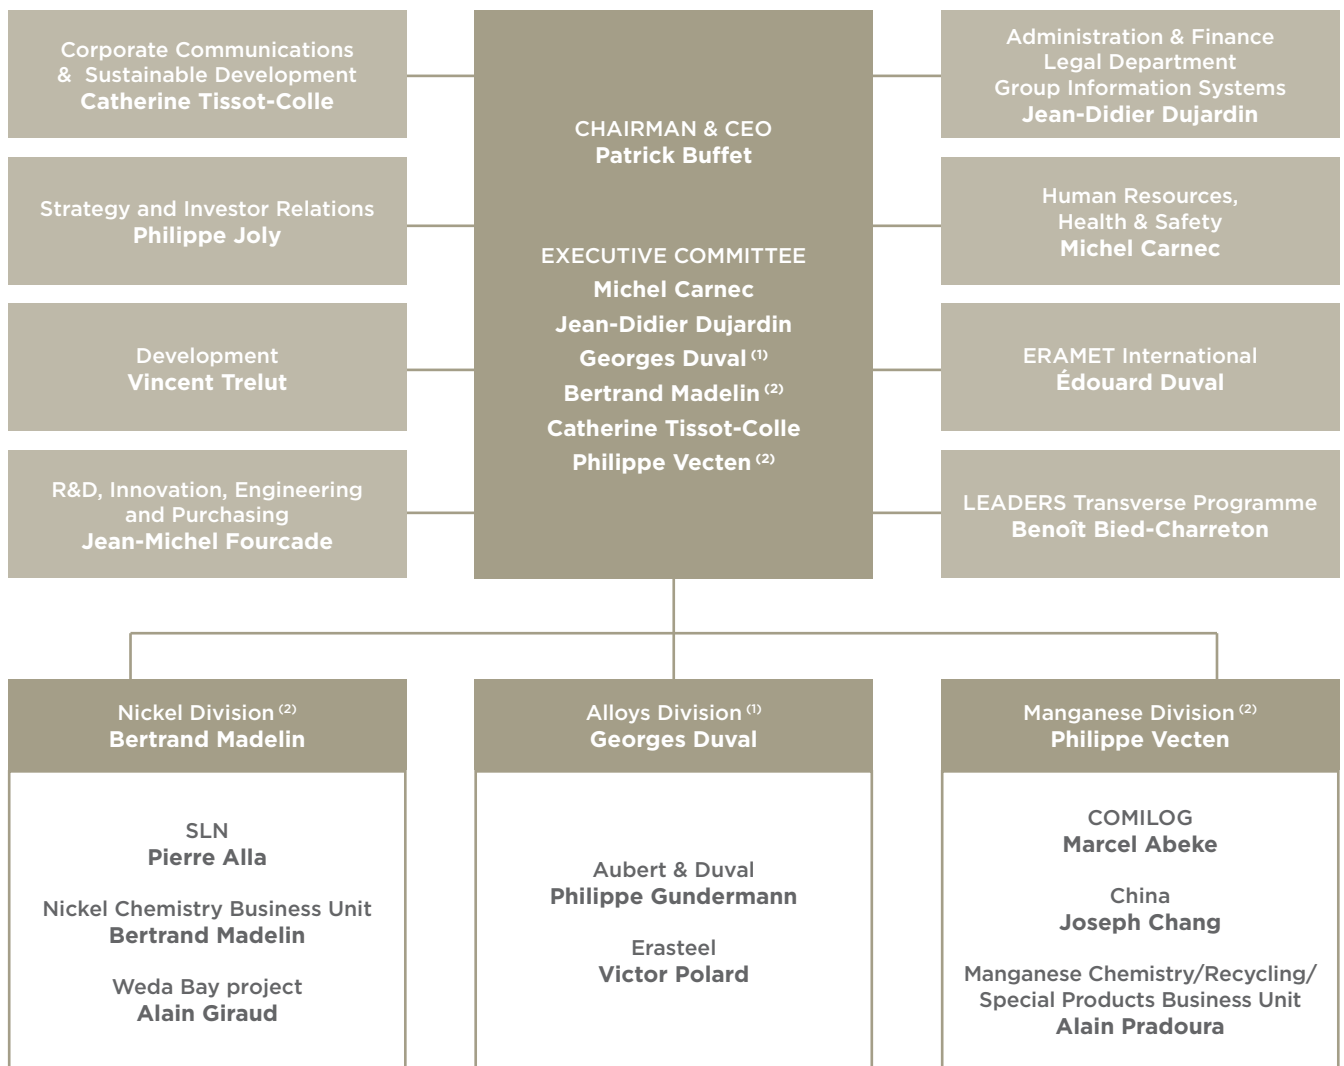 Corporate Communications
& Sustainable Development
Catherine Tissot-Colle
Strategy and Investor Relations
Philippe Joly
Development
Vincent Trelut
R&D, Innovation, Engineering
and Purchasing
Jean-Michel Fourcade
CHAIRMAN & CEO
Patrick Buffet
EXECUTIVE COMMITTEE
Michel Carnec
Jean-Didier Dujardin
Georges Duval (1)
Bertrand Madelin (2)
Catherine Tissot-Colle
Philippe Vecten (2)
Administration & Finance
Legal Department
Group Information Systems
Jean-Didier Dujardin
Human Resources,
Health & Safety
Michel Carnec
ERAMET International
Édouard Duval
LEADERS Transverse Programme
Benoît Bied-Charreton
Nickel Division (2)
Bertrand Madelin
SLN
Pierre Alla
Nickel Chemistry Business Unit
Bertrand Madelin
Weda Bay project
Alain Giraud
Alloys Division (1)
Georges Duval
Aubert & Duval
Philippe Gundermann
Erasteel
Victor Polard
Manganese Division (2)
Philippe Vecten
COMILOG
Marcel Abeke
China
Joseph Chang
Manganese Chemistry/Recycling/
Special Products Business Unit
Alain Pradoura